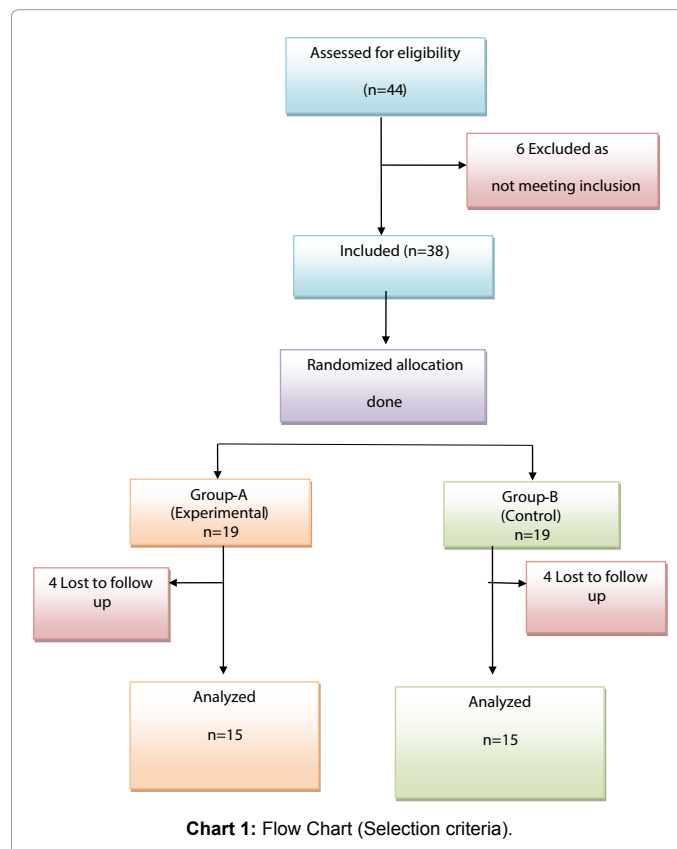 Assessed for eligibility
(n=44)
6 Excluded as
not meeting inclusion
Included (n=38)
Randomized allocation
done
Group-A
(Experimental)
n=19
Group-B
(Control)
n=19
4 Lost to follow
up
4 Lost to follow
up
Analyzed
n=15
Analyzed
n=15
Chart 1: Flow Chart (Selection criteria).